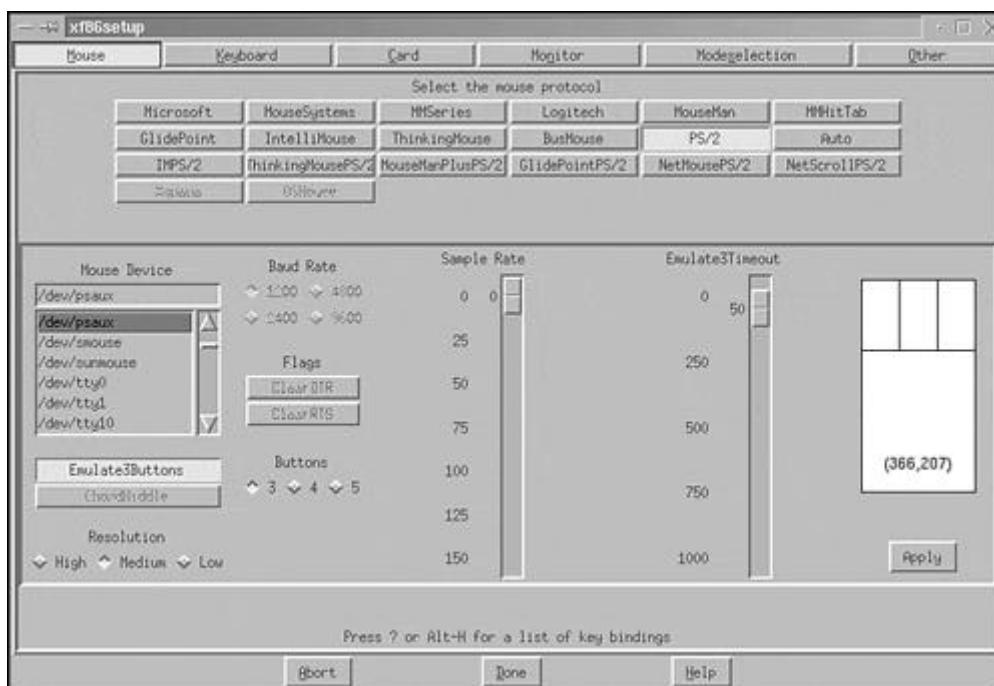 xf86setup
Mouse Keyboard Card Monitor Modeselection Other
Select the mouse protocol
Microsoft MouseSystems MMSeries Logitech MouseMan MMHitTab
GlidePoint IntelliMouse ThinkingMouse BusMouse PS/2 Auto
IMPS/2 ThinkingMousePS/2 MouseManPlusPS/2 GlidePointPS/2 NetMousePS/2 NetScrollPS/2
OSMouse
Mouse Device
/dev/psaux
/dev/psaux
/dev/smouse
/dev/sunmouse
/dev/tty0
/dev/tty1
/dev/tty10
Emulate3Buttons
ChordMiddle
Resolution
High Medium Low
Baud Rate
1200 4800
2400 9600
Flags
ClearDTR
ClearRTS
Buttons
3 4 5
Sample Rate
0 0
25
50
75
100
125
150
Emulate3Timeout
0 50
250
500
750
1000
(366,207)
Apply
Press ? or Alt-H for a list of key bindings
Abort Done Help